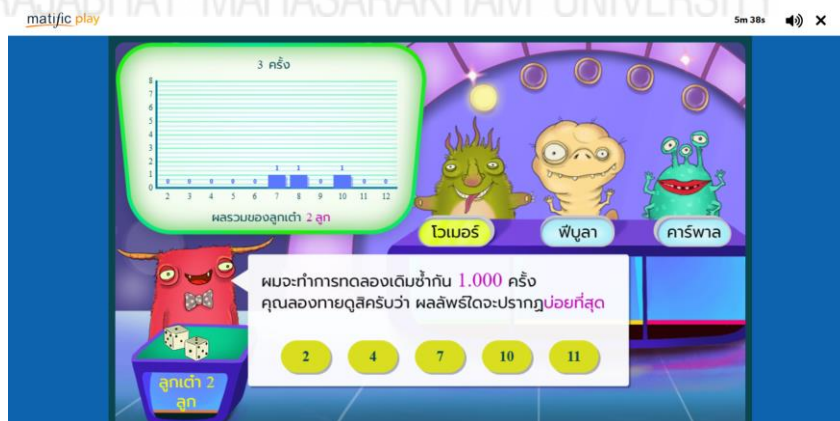 RAJABHAT MAHASARAKHAM UNIVERSITY
matific play
5m 38s
3 ครั้ง
8
7
6
5
4
3
2
1
0
0 0 0 0 0 1 1 0 1 0 0
2 3 4 5 6 7 8 9 10 11 12
ผลรวมของลูกเต๋า 2 ลูก
โวเมอร์
ฟีบูลา
คาร์พาล
ผมจะทำการทดลองเดิมซ้ำกัน 1.000 ครั้ง
คุณลองทายดูสิครับว่า ผลลัพธ์ใดจะปรากฏบ่อยที่สุด
2 4 7 10 11
ลูกเต๋า 2
ลูก